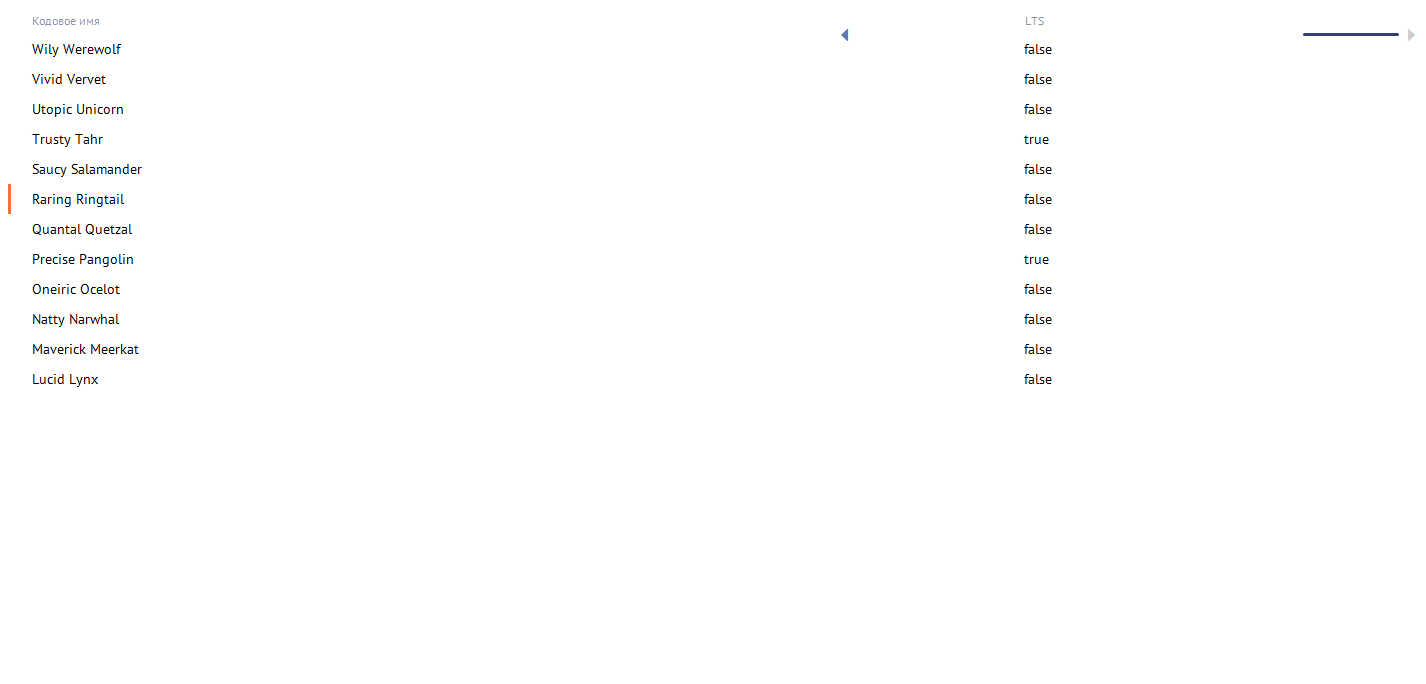 Кодовое имя LTS
Wily Werewolf false
Vivid Vervet false
Utopic Unicorn false
Trusty Tahr true
Saucy Salamander false
Raring Ringtail false
Quantal Quetzal false
Precise Pangolin true
Oneiric Ocelot false
Natty Narwhal false
Maverick Meerkat false
Lucid Lynx false